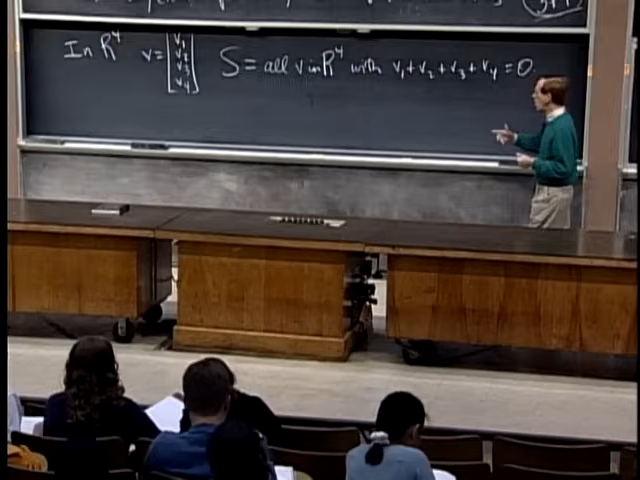 In R⁴ v = [v₁ v₂ v₃ v₄] S = all v in R⁴ with v₁+v₂+v₃+v₄ = 0